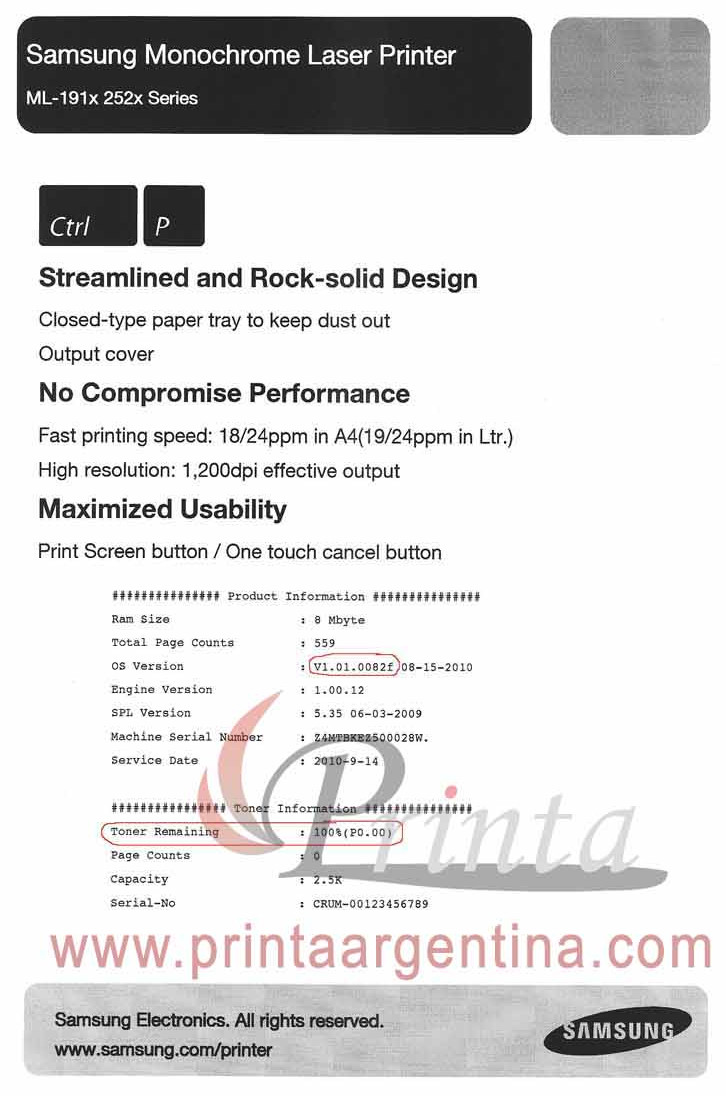 Samsung Monochrome Laser Printer
ML-191x 252x Series
Ctrl P
Streamlined and Rock-solid Design
Closed-type paper tray to keep dust out
Output cover
No Compromise Performance
Fast printing speed: 18/24ppm in A4(19/24ppm in Ltr.)
High resolution: 1,200dpi effective output
Maximized Usability
Print Screen button / One touch cancel button
############### Product Information ###############
Ram Size : 8 Mbyte
Total Page Counts : 559
OS Version : V1.01.0082f 08-15-2010
Engine Version : 1.00.12
SPL Version : 5.35 06-03-2009
Machine Serial Number : Z4MTBKEZ500028W.
Service Date : 2010-9-14
################ Toner Information ###############
Toner Remaining : 100%(P0.00)
Page Counts : 0
Capacity : 2.5K
Serial-No : CRUM-00123456789
Printa
www.printaargentina.com
Samsung Electronics. All rights reserved.
www.samsung.com/printer
SAMSUNG